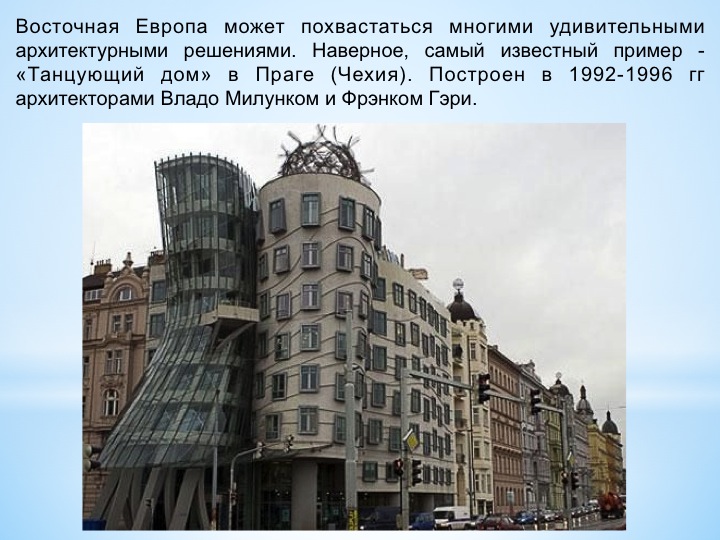 Восточная Европа может похвастаться многими удивительными
архитектурными решениями. Наверное, самый известный пример -
«Танцующий дом» в Праге (Чехия). Построен в 1992-1996 гг
архитекторами Владо Милунком и Фрэнком Гэри.